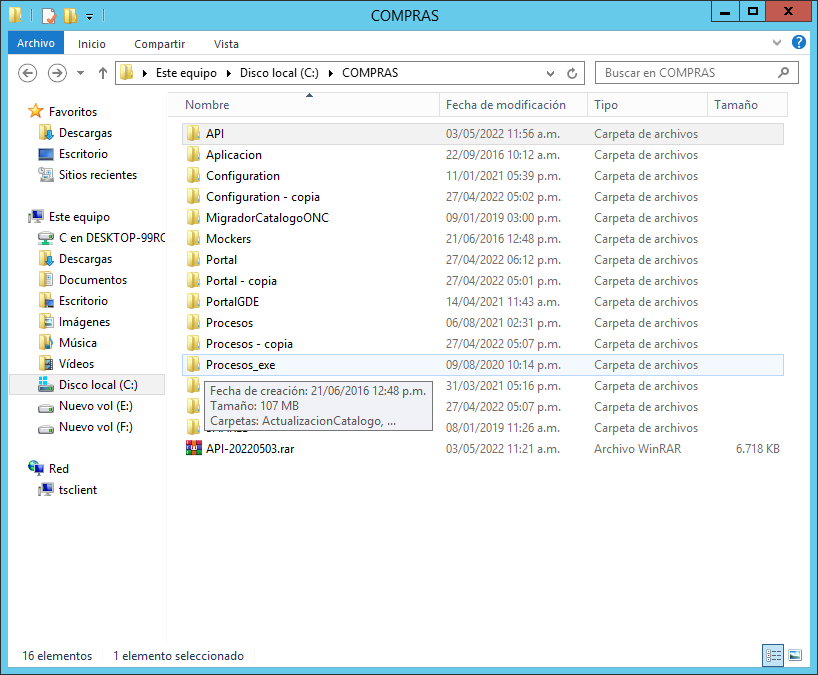 COMPRAS
Archivo Inicio Compartir Vista
Este equipo Disco local (C:) COMPRAS Buscar en COMPRAS
Nombre Fecha de modificación Tipo Tamaño
Favoritos
Descargas
Escritorio
Sitios recientes
Este equipo
C en DESKTOP-99RC
Descargas
Documentos
Escritorio
Imágenes
Música
Vídeos
Disco local (C:)
Nuevo vol (E:)
Nuevo vol (F:)
Red
tsclient
API 03/05/2022 11:56 a.m. Carpeta de archivos
Aplicacion 22/09/2016 10:12 a.m. Carpeta de archivos
Configuration 11/01/2021 05:39 p.m. Carpeta de archivos
Configuration - copia 27/04/2022 05:02 p.m. Carpeta de archivos
MigradorCatalogoONC 09/01/2019 03:00 p.m. Carpeta de archivos
Mockers 21/06/2016 12:48 p.m. Carpeta de archivos
Portal 27/04/2022 06:12 p.m. Carpeta de archivos
Portal - copia 27/04/2022 05:01 p.m. Carpeta de archivos
PortalGDE 14/04/2021 11:43 a.m. Carpeta de archivos
Procesos 06/08/2021 02:31 p.m. Carpeta de archivos
Procesos - copia 27/04/2022 05:07 p.m. Carpeta de archivos
Procesos_exe 09/08/2020 10:14 p.m. Carpeta de archivos
31/03/2021 05:16 p.m. Carpeta de archivos
27/04/2022 05:07 p.m. Carpeta de archivos
08/01/2019 11:26 a.m. Carpeta de archivos
Fecha de creación: 21/06/2016 12:48 p.m.
Tamaño: 107 MB
Carpetas: ActualizacionCatalogo, ...
API-20220503.rar 03/05/2022 11:21 a.m. Archivo WinRAR 6.718 KB
16 elementos 1 elemento seleccionado